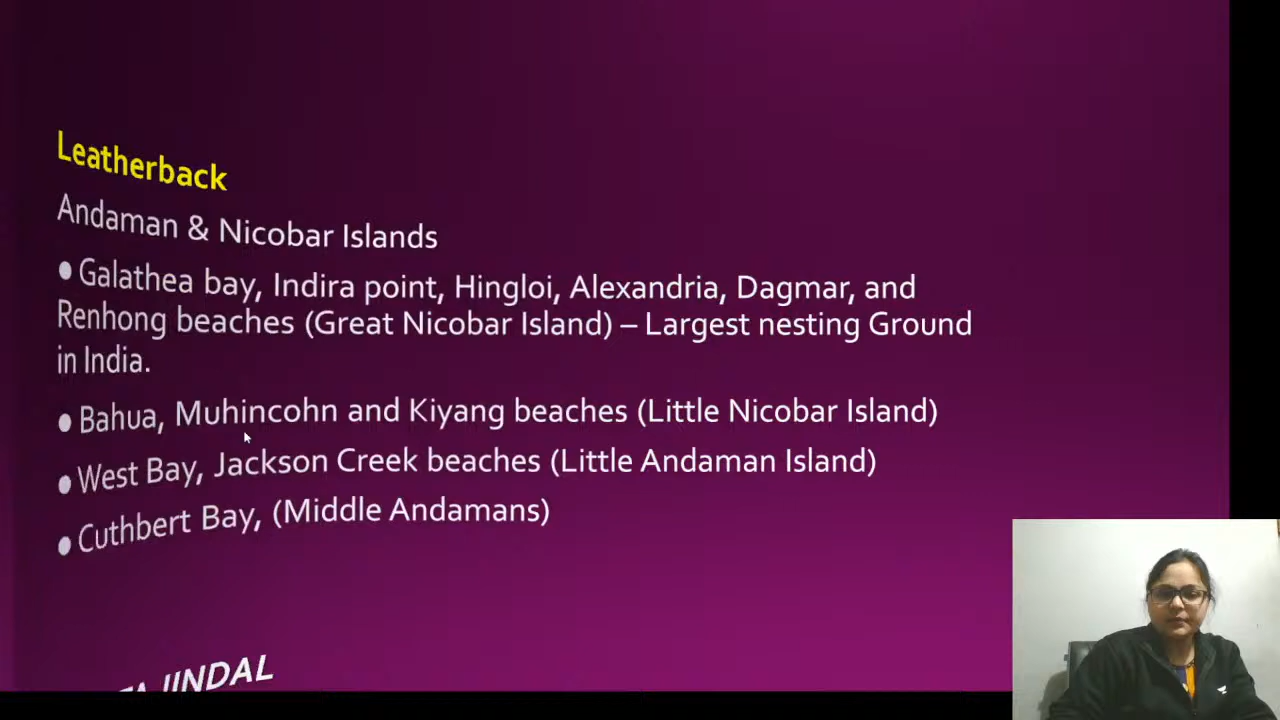 Leatherback
Andaman & Nicobar Islands
• Galathea bay, Indira point, Hingloi, Alexandria, Dagmar, and
Renhong beaches (Great Nicobar Island) – Largest nesting Ground
in India.
• Bahua, Muhincohn and Kiyang beaches (Little Nicobar Island)
• West Bay, Jackson Creek beaches (Little Andaman Island)
• Cuthbert Bay, (Middle Andamans)
JINDAL